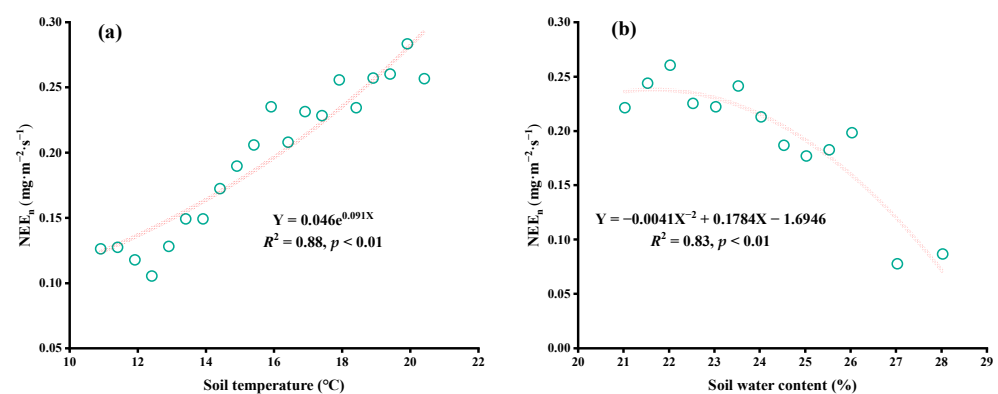 (a)
0.30
0.25
0.20
0.15
0.10
0.05
NEEn (mg·m−2·s−1)
Y = 0.046e0.091X
R2 = 0.88, p < 0.01
10 12 14 16 18 20 22
Soil temperature (℃)
(b)
0.30
0.25
0.20
0.15
0.10
0.05
0.00
NEEn (mg·m−2·s−1)
Y = −0.0041X−2 + 0.1784X − 1.6946
R2 = 0.83, p < 0.01
20 21 22 23 24 25 26 27 28 29
Soil water content (%)